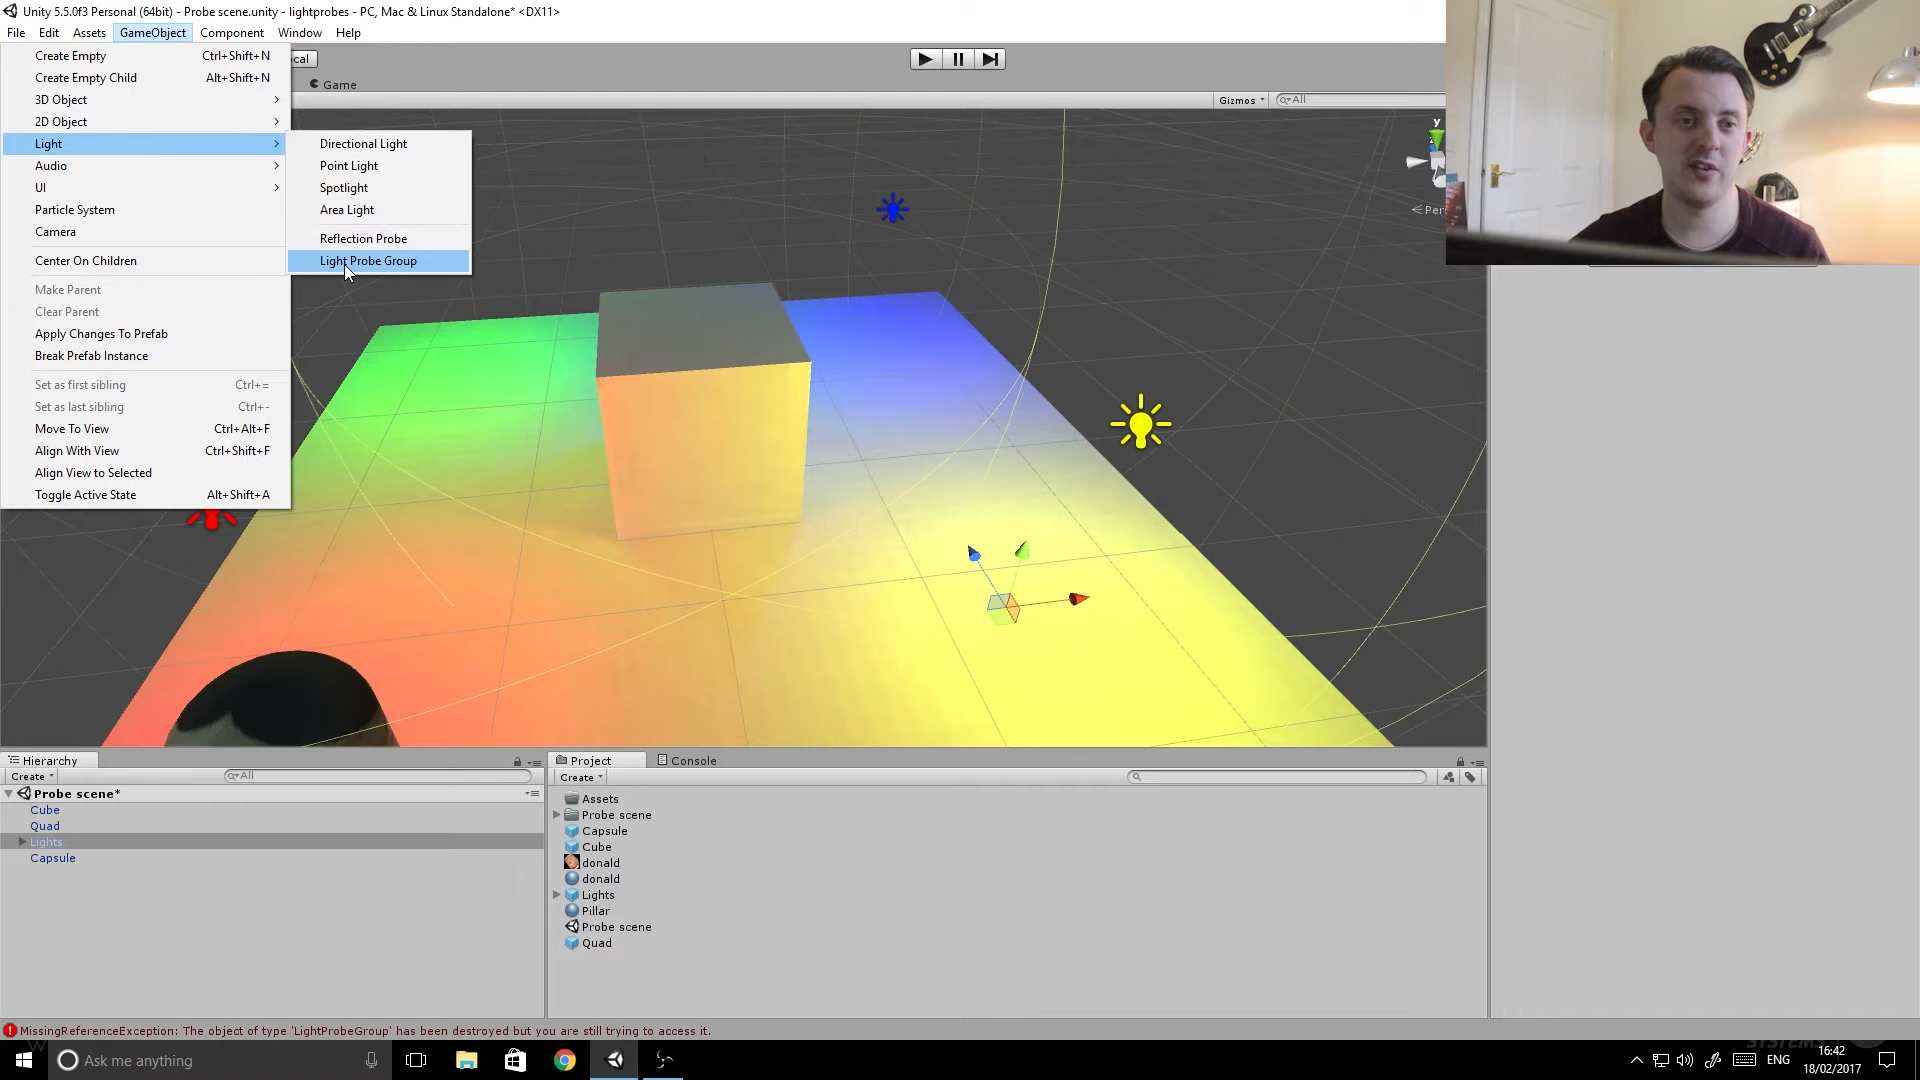 Unity 5.5.0f3 Personal (64bit) - Probe scene.unity - lightprobes - PC, Mac & Linux Standalone* <DX11>
File Edit Assets GameObject Component Window Help
Create Empty Ctrl+Shift+N
Create Empty Child Alt+Shift+N
3D Object
2D Object
Light
Audio
UI
Particle System
Camera
Center On Children
Make Parent
Clear Parent
Apply Changes To Prefab
Break Prefab Instance
Set as first sibling Ctrl+=
Set as last sibling Ctrl+-
Move To View Ctrl+Alt+F
Align With View Ctrl+Shift+F
Align View to Selected
Toggle Active State Alt+Shift+A
Directional Light
Point Light
Spotlight
Area Light
Reflection Probe
Light Probe Group
cal
Game
Gizmos All
y
Per
Hierarchy
Create All
Probe scene*
Cube
Quad
Lights
Capsule
Project Console
Create
Assets
Probe scene
Capsule
Cube
donald
donald
Lights
Pillar
Probe scene
Quad
MissingReferenceException: The object of type 'LightProbeGroup' has been destroyed but you are still trying to access it.
Ask me anything
SYSTEMS
ENG
16:42
18/02/2017